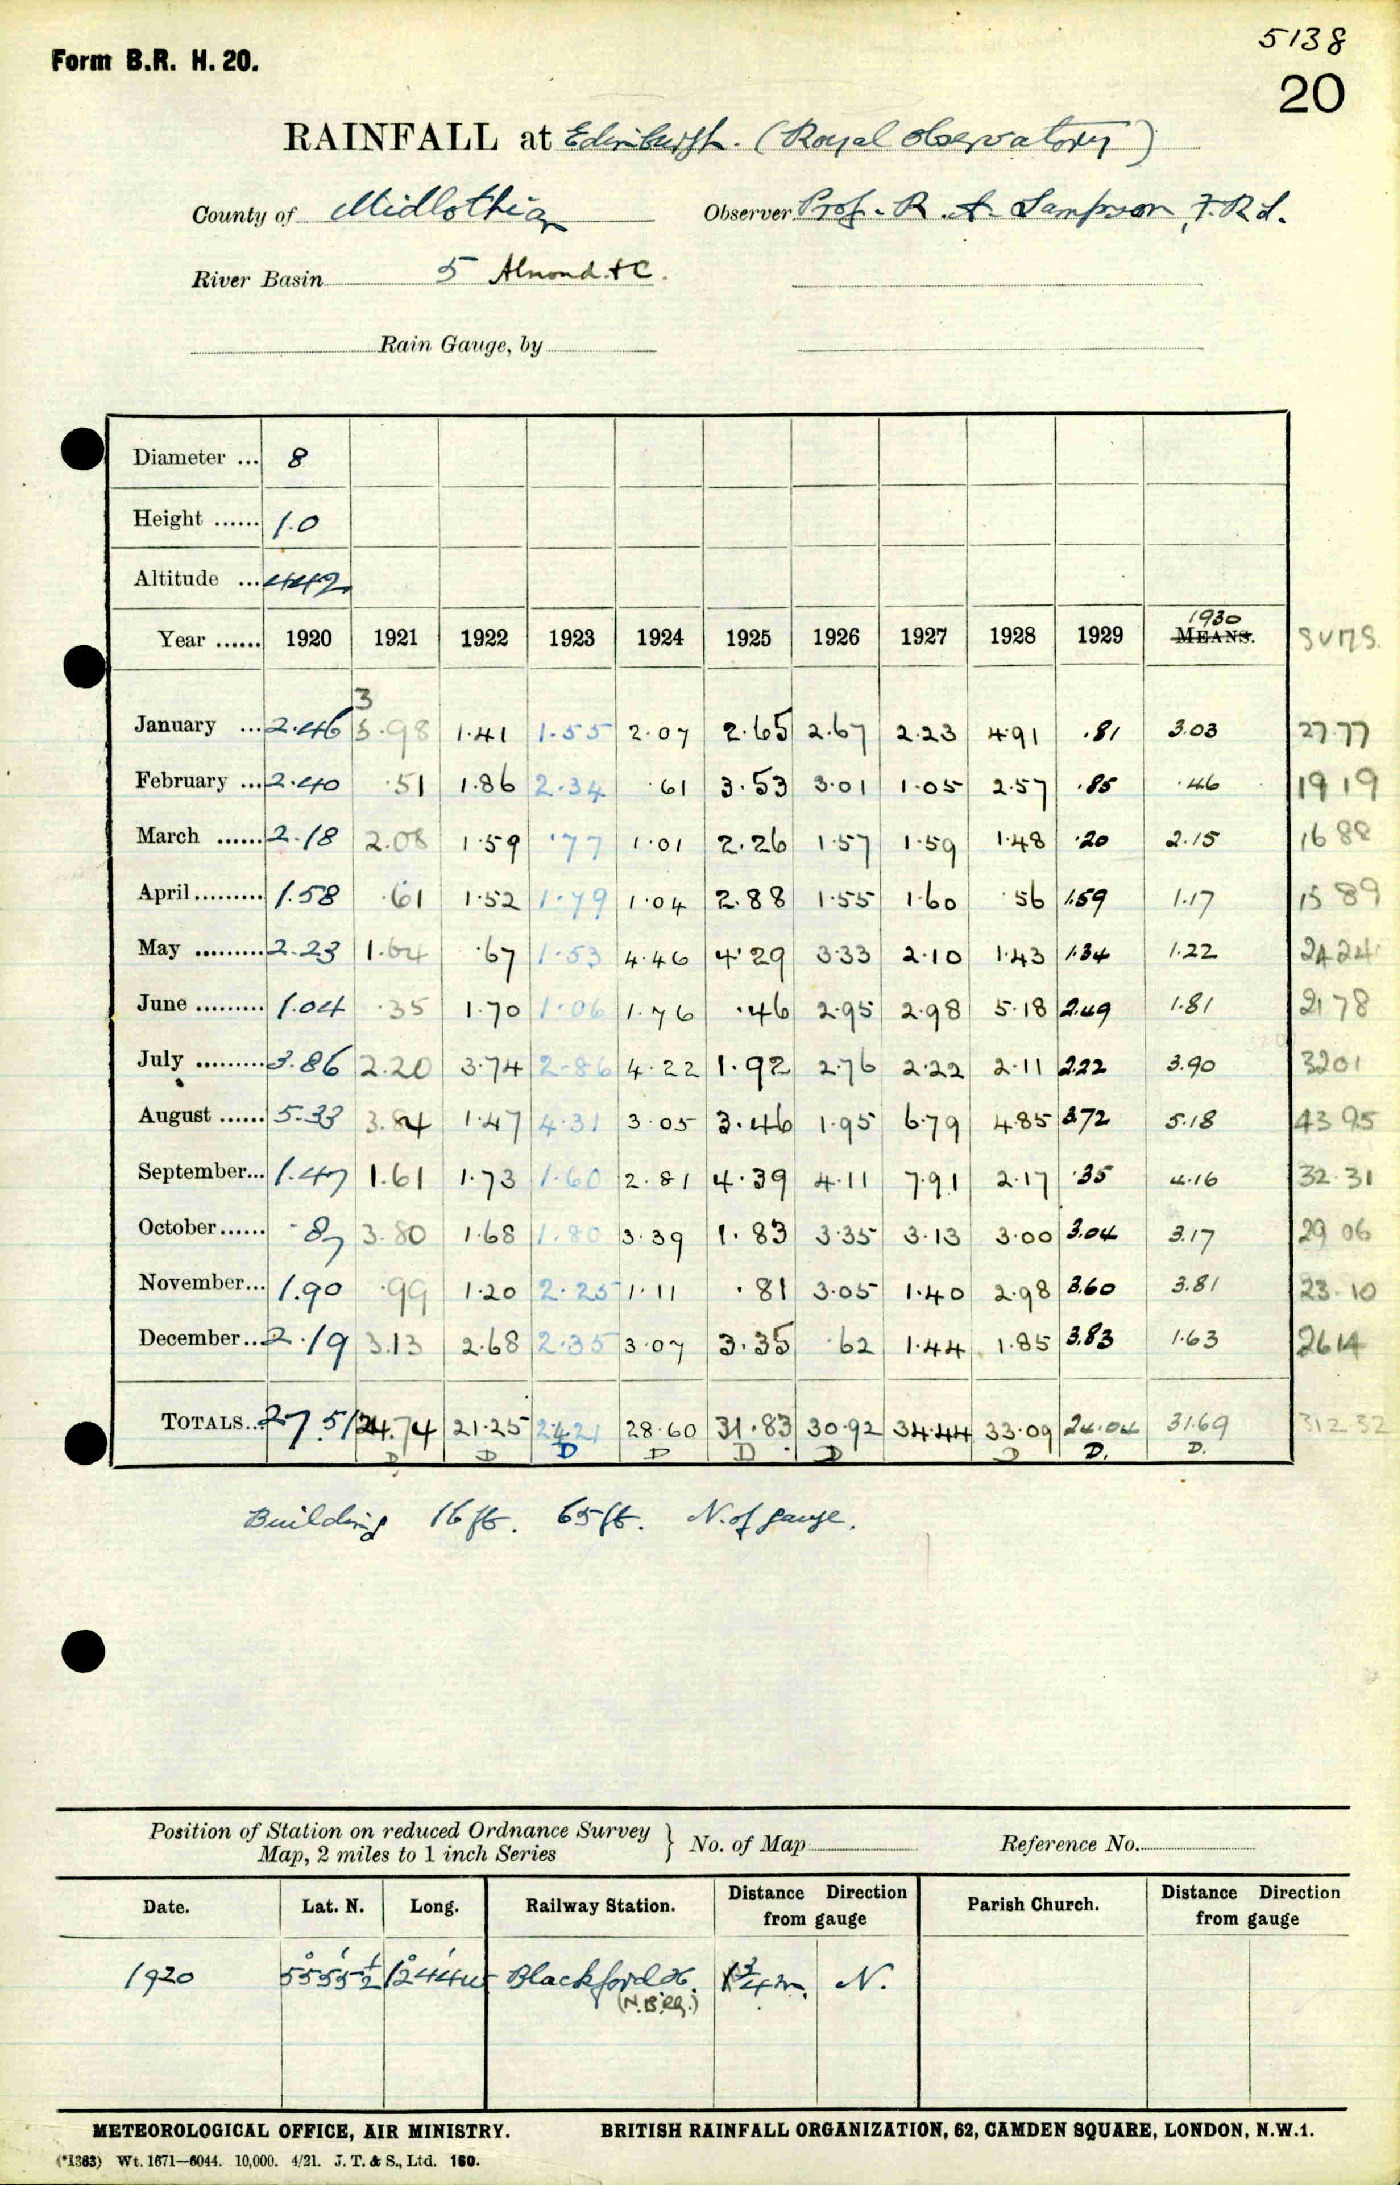 5138
Form B.R. H. 20.
20
RAINFALL at Edinburgh. (Royal Observatory)
County of Midlothian Observer Prof. R. A. Sampson, F.R.S.
River Basin 5 Almond &C.
Rain Gauge, by
Diameter ... 8
Height ...... 1.0
Altitude ... 442
Year ...... 1920 1921 1922 1923 1924 1925 1926 1927 1928 1929 1930 MEANS. SUMS.
January ... 2.46 3.98 1.41 1.55 2.07 2.65 2.67 2.23 4.91 .81 3.03 27.77
February ... 2.40 .51 1.86 2.34 .61 3.53 3.01 1.05 2.57 .85 .46 19 19
March ...... 2.18 2.08 1.59 .77 1.01 2.26 1.57 1.59 1.48 .20 2.15 16 88
April ......... 1.58 .61 1.52 1.79 1.04 2.88 1.55 1.60 .56 1.59 1.17 15 89
May ......... 2.23 1.64 .67 1.53 4.46 4.29 3.33 2.10 1.43 1.34 1.22 24 24
June ......... 1.04 .35 1.70 1.06 1.76 .46 2.95 2.98 5.18 2.49 1.81 21 78
July ......... 3.86 2.20 3.74 2.86 4.22 1.92 2.76 2.22 2.11 2.22 3.90 3201
August ...... 5.33 3.84 1.47 4.31 3.05 3.46 1.95 6.79 4.85 3.72 5.18 43 95
September... 1.47 1.61 1.73 1.60 2.81 4.39 4.11 7.91 2.17 .35 4.16 32.31
October ...... .87 3.80 1.68 1.80 3.39 1.83 3.35 3.13 3.00 3.04 3.17 29 06
November... 1.90 .99 1.20 2.25 1.11 .81 3.05 1.40 2.98 3.60 3.81 23.10
December ... 2.19 3.13 2.68 2.35 3.07 3.35 .62 1.44 1.85 3.83 1.63 26 14
TOTALS... 27.51 24.74 21.25 24.21 28.60 31.83 30.92 34.44 33.09 24.04 31.69 312.32
D D D D D D D D. D.
Building 16 ft. 65 ft. N. of gauge.
Position of Station on reduced Ordnance Survey Map, 2 miles to 1 inch Series } No. of Map Reference No.
Date. Lat. N. Long. Railway Station. Distance Direction from gauge Parish Church. Distance Direction from gauge
1920 55° 55½' Blackford H. (N.B.Rg.) ¾ m. N.
METEOROLOGICAL OFFICE, AIR MINISTRY. BRITISH RAINFALL ORGANIZATION, 62, CAMDEN SQUARE, LONDON, N.W.1.
(*1383) Wt. 1671—6044. 10,000. 4/21. J. T. & S., Ltd. 160.